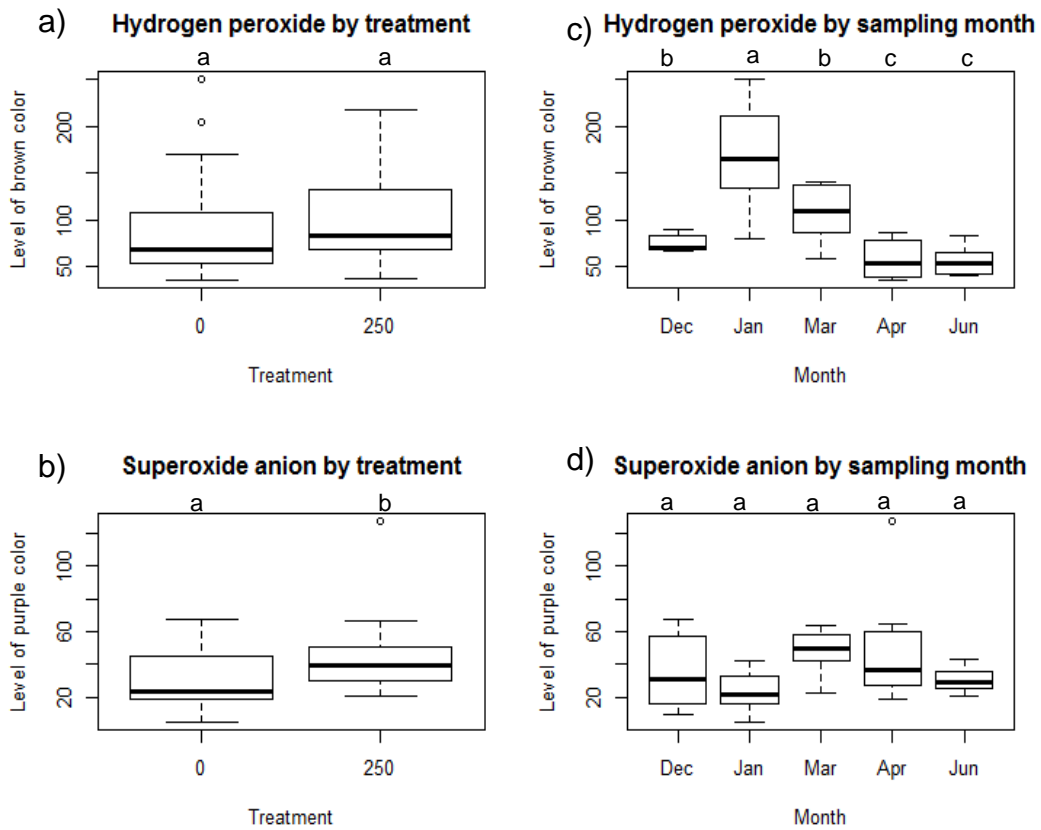 a)
Hydrogen peroxide by treatment
a a
Level of brown color
200
100
50
0 250
Treatment
c)
Hydrogen peroxide by sampling month
b a b c c
Level of brown color
200
100
50
Dec Jan Mar Apr Jun
Month
b)
Superoxide anion by treatment
a b
Level of purple color
100
60
20
0 250
Treatment
d)
Superoxide anion by sampling month
a a a a a
Level of purple color
100
60
20
Dec Jan Mar Apr Jun
Month